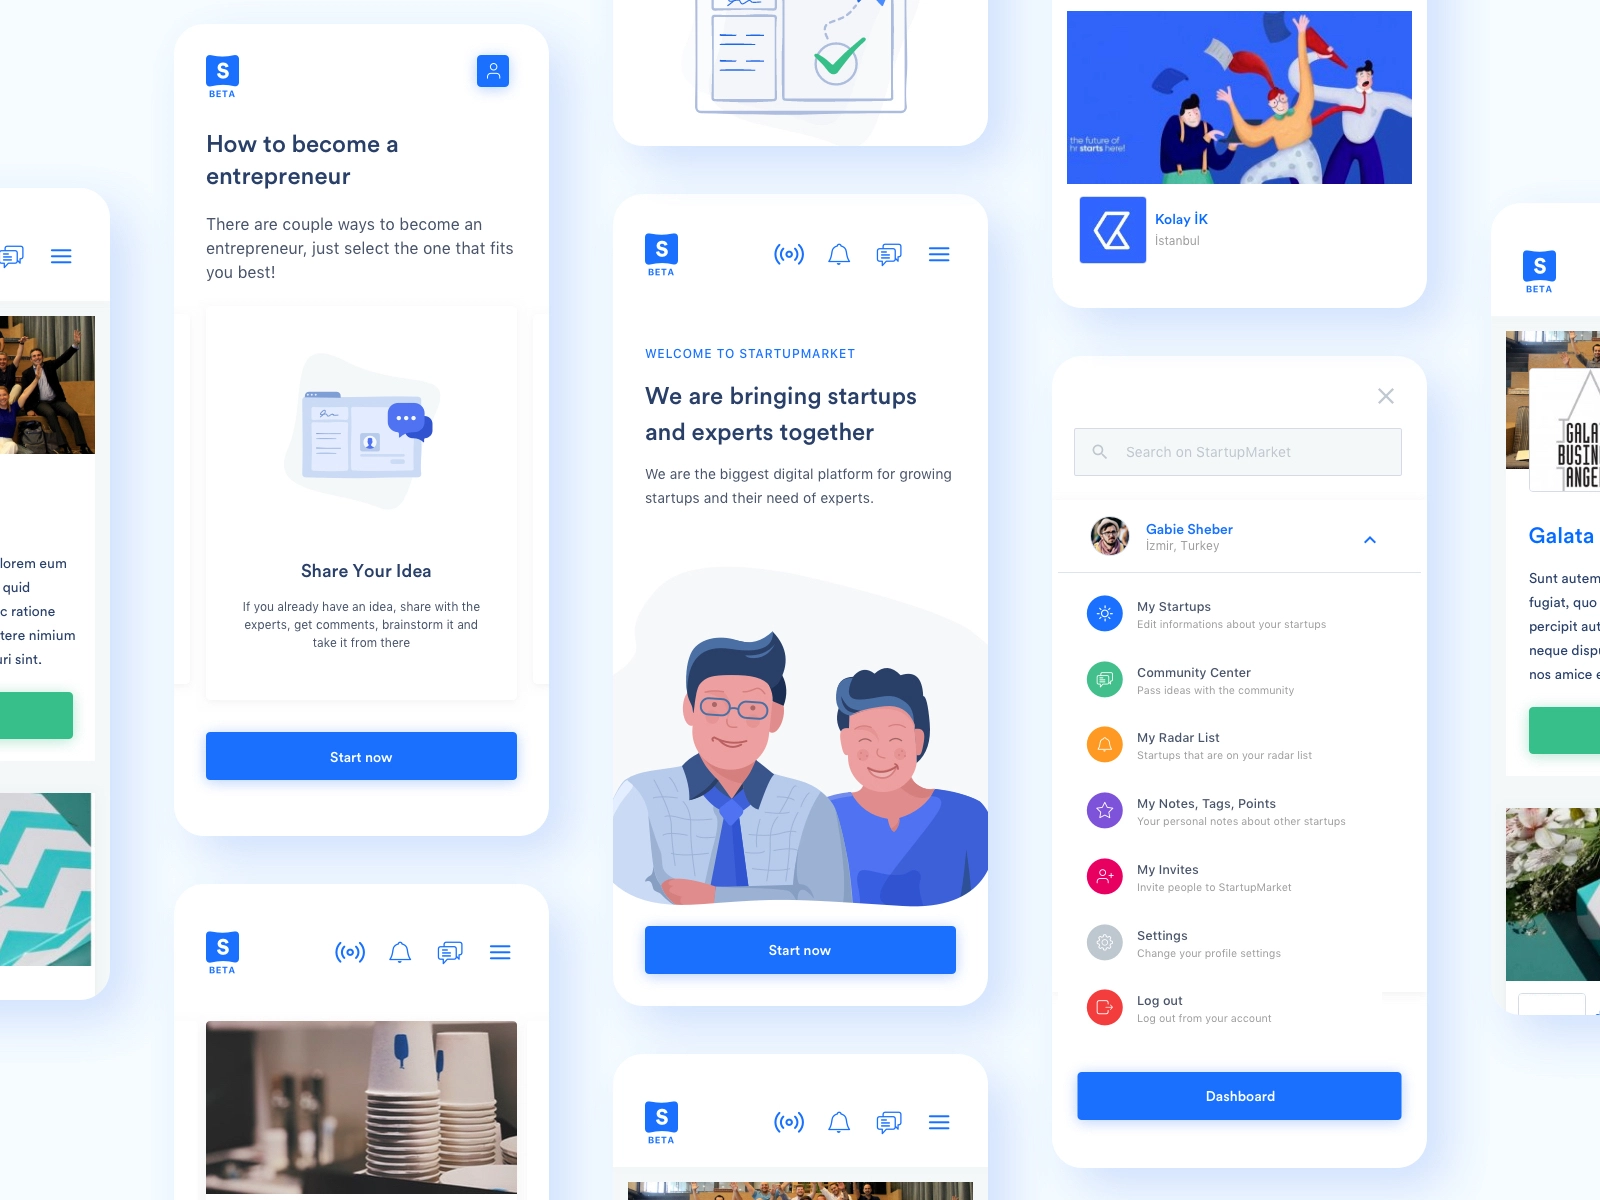 lorem eum
quid
c ratione
tere nimium
uri sint.
S
BETA
How to become a
entrepreneur
There are couple ways to become an
entrepreneur, just select the one that fits
you best!
Share Your Idea
If you already have an idea, share with the
experts, get comments, brainstorm it and
take it from there
Start now
S
BETA
S
BETA
WELCOME TO STARTUPMARKET
We are bringing startups
and experts together
We are the biggest digital platform for growing
startups and their need of experts.
Start now
S
BETA
the future of
hr starts here!
Kolay İK
İstanbul
Search on StartupMarket
Gabie Sheber
İzmir, Turkey
My Startups
Edit informations about your startups
Community Center
Pass ideas with the community
My Radar List
Startups that are on your radar list
My Notes, Tags, Points
Your personal notes about other startups
My Invites
Invite people to StartupMarket
Settings
Change your profile settings
Log out
Log out from your account
Dashboard
S
BETA
GALA
BUSIN
ANGE
Galata
Sunt autem
fugiat, quo
percipit aut
neque dispu
nos amice e